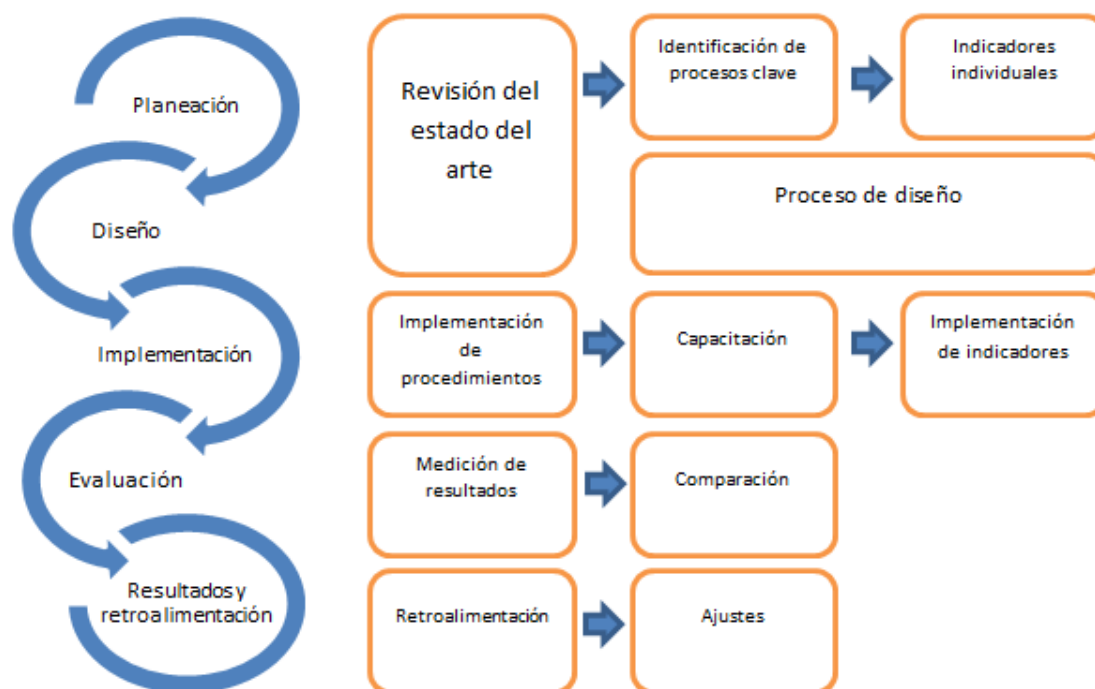 Planeación
Diseño
Implementación
Evaluación
Resultados y
retroalimentación
Revisión del
estado del
arte
Identificación de
procesos clave
Indicadores
individuales
Proceso de diseño
Implementación
de
procedimientos
Capacitación
Implementación
de indicadores
Medición de
resultados
Comparación
Retroalimentación
Ajustes